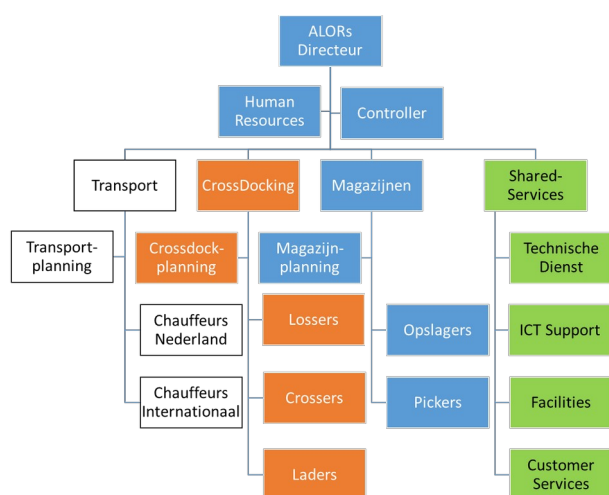 ALORs
Directeur
Human
Resources
Controller
Transport
CrossDocking
Magazijnen
Shared-
Services
Transport-
planning
Crossdock-
planning
Magazijn-
planning
Technische
Dienst
Chauffeurs
Nederland
Lossers
Opslagers
ICT Support
Chauffeurs
Internationaal
Crossers
Pickers
Facilities
Laders
Customer
Services